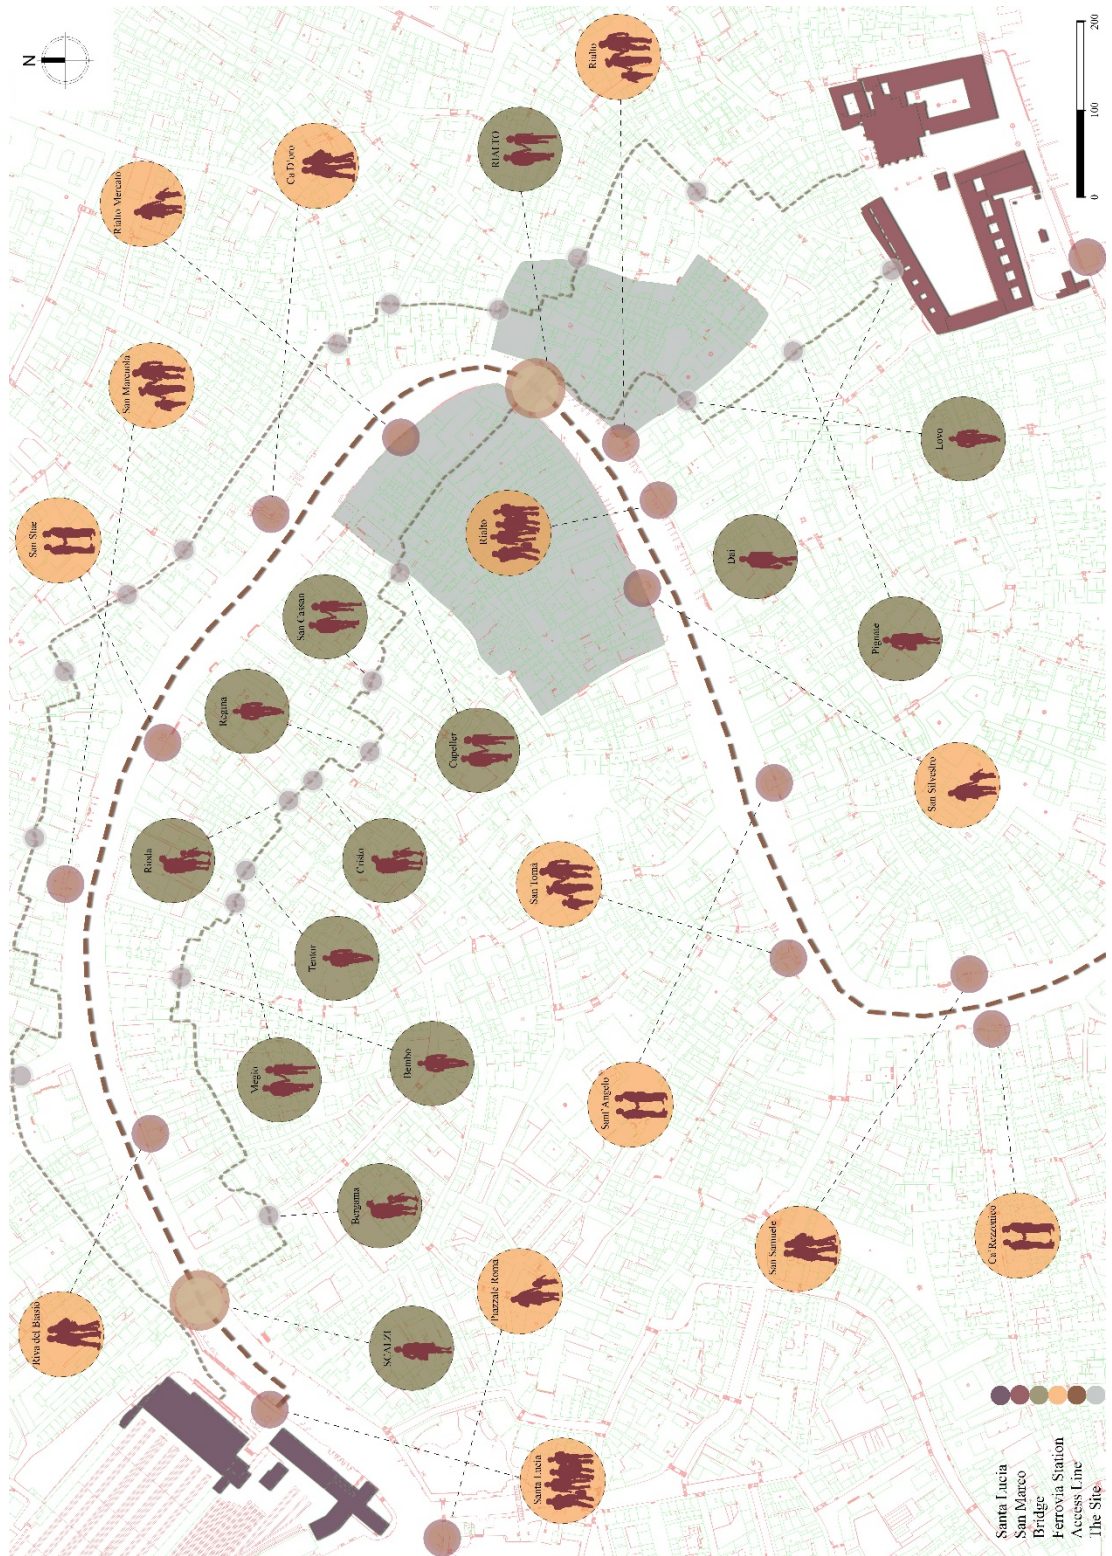 N
Riva del Biasio
San Stae
San Marcuola
Rialto Mercato
Rioda
Regina
Megio
Ca D'oro
San Cassan
Tentor
Cristo
Bergama
SCALZI
Bembo
Cupeller
Rialto
RIALTO
Piazzale Roma
Santa Lucia
San Tomà
Rialto
Sant'Angelo
Dai
San Samuele
Pignate
San Silvestro
Lovo
Ca'Rezzonico
Santa Lucia
San Marco
Bridge
Ferrovia Station
Access Line
The Site
0 100 200